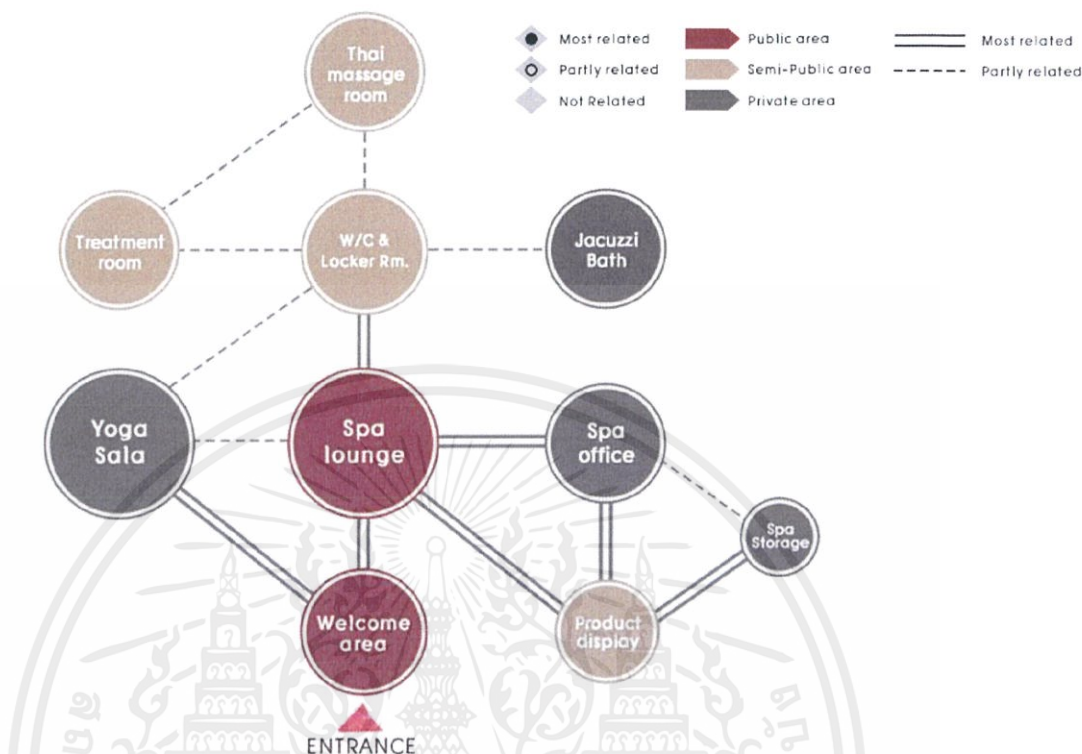 Most related
Partly related
Not Related
Public area
Semi-Public area
Private area
Most related
Partly related
Thai
massage
room
Treatment
room
W/C &
Locker Rm.
Jacuzzi
Bath
Yoga
Sala
Spa
lounge
Spa
office
Spa
Storage
Welcome
area
Product
display
ENTRANCE